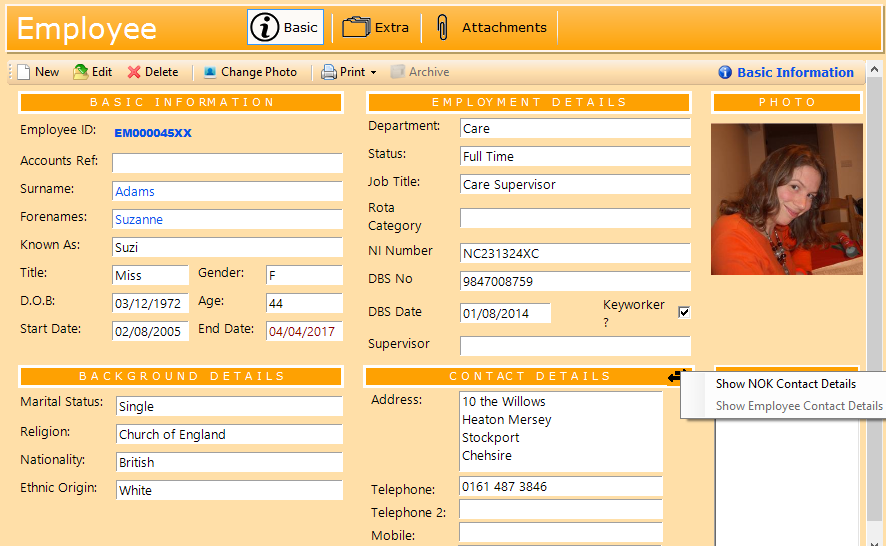 Employee
Basic
Extra
Attachments
New
Edit
Delete
Change Photo
Print
Archive
Basic Information
BASIC INFORMATION
Employee ID: EM000045XX
Accounts Ref:
Surname: Adams
Forenames: Suzanne
Known As: Suzi
Title: Miss Gender: F
D.O.B: 03/12/1972 Age: 44
Start Date: 02/08/2005 End Date: 04/04/2017
EMPLOYMENT DETAILS
Department: Care
Status: Full Time
Job Title: Care Supervisor
Rota
Category
NI Number NC231324XC
DBS No 9847008759
DBS Date 01/08/2014 Keyworker
?
Supervisor
PHOTO
BACKGROUND DETAILS
Marital Status: Single
Religion: Church of England
Nationality: British
Ethnic Origin: White
CONTACT DETAILS
Address: 10 the Willows
Heaton Mersey
Stockport
Chehsire
Telephone: 0161 487 3846
Telephone 2:
Mobile:
Show NOK Contact Details
Show Employee Contact Details